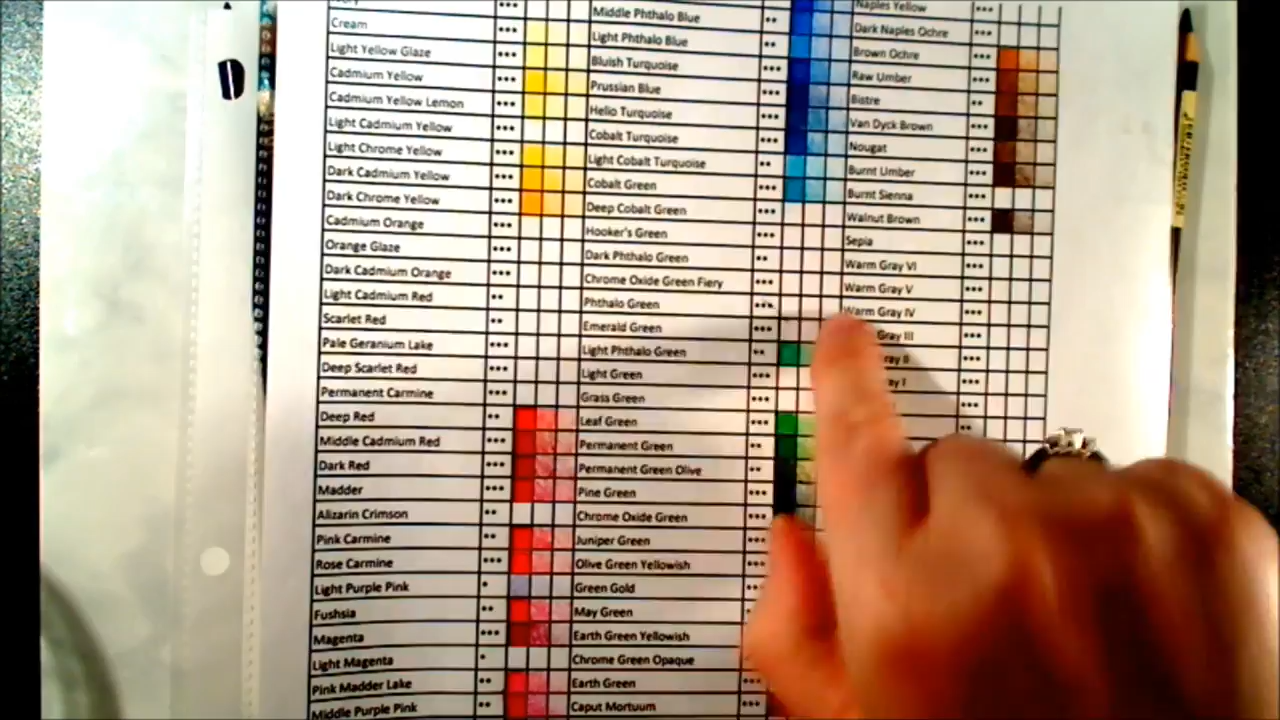 Cream ***
Light Yellow Glaze ***
Cadmium Yellow ***
Cadmium Yellow Lemon ***
Light Cadmium Yellow ***
Light Chrome Yellow ***
Dark Cadmium Yellow ***
Dark Chrome Yellow ***
Cadmium Orange ***
Orange Glaze ***
Dark Cadmium Orange ***
Light Cadmium Red **
Scarlet Red **
Pale Geranium Lake ***
Deep Scarlet Red ***
Permanent Carmine ***
Deep Red **
Middle Cadmium Red ***
Dark Red ***
Madder ***
Alizarin Crimson **
Pink Carmine **
Rose Carmine ***
Light Purple Pink *
Fushsia **
Magenta ***
Light Magenta *
Pink Madder Lake **
Middle Purple Pink **
Middle Phthalo Blue **
Light Phthalo Blue **
Bluish Turquoise ***
Prussian Blue ***
Helio Turquoise ***
Cobalt Turquoise ***
Light Cobalt Turquoise **
Cobalt Green ***
Deep Cobalt Green ***
Hooker's Green ***
Dark Phthalo Green **
Chrome Oxide Green Fiery ***
Phthalo Green ***
Emerald Green ***
Light Phthalo Green **
Light Green ***
Grass Green ***
Leaf Green ***
Permanent Green **
Permanent Green Olive **
Pine Green ***
Chrome Oxide Green ***
Juniper Green ***
Olive Green Yellowish
Green Gold
May Green
Earth Green Yellowish
Chrome Green Opaque
Earth Green ***
Caput Mortuum ***
Naples Yellow ***
Dark Naples Ochre ***
Brown Ochre ***
Raw Umber ***
Bistre **
Van Dyck Brown ***
Nougat ***
Burnt Umber ***
Burnt Sienna ***
Walnut Brown ***
Sepia ***
Warm Gray VI ***
Warm Gray V ***
Warm Gray IV ***
Gray III ***
ray II ***
ay I ***
***
**